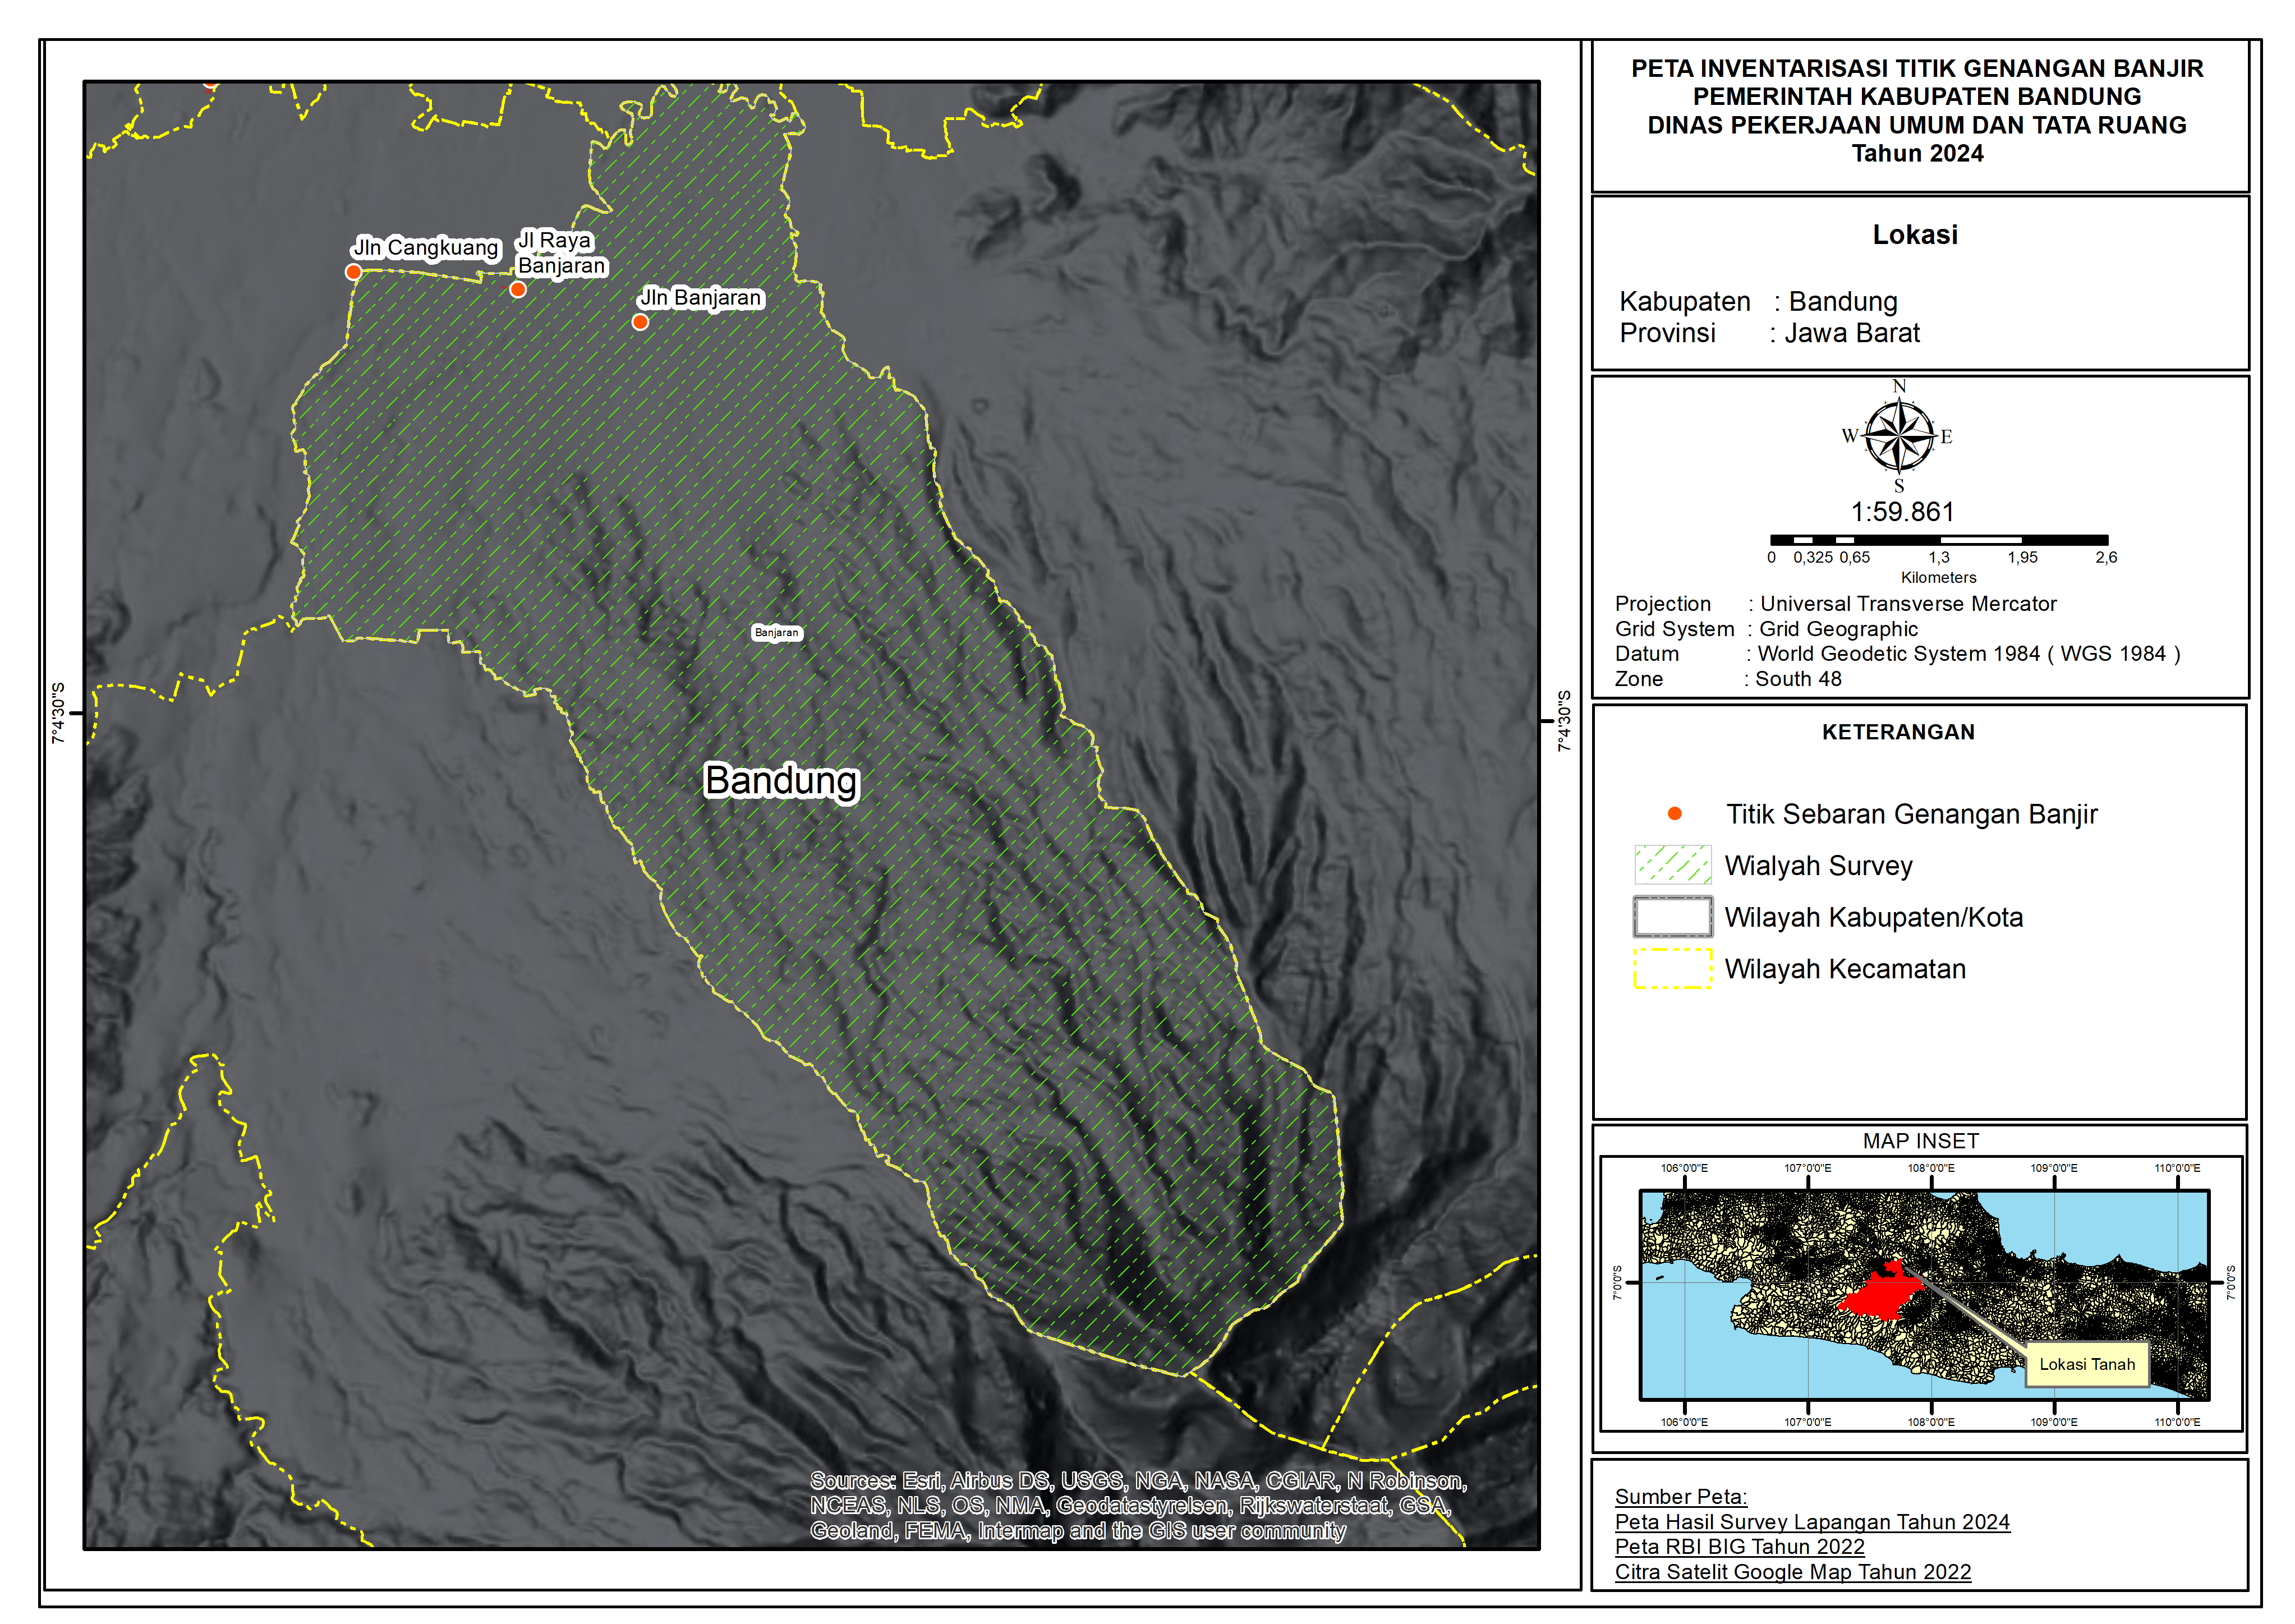 PETA INVENTARISASI TITIK GENANGAN BANJIR
PEMERINTAH KABUPATEN BANDUNG
DINAS PEKERJAAN UMUM DAN TATA RUANG
Tahun 2024
Lokasi
Kabupaten : Bandung
Provinsi : Jawa Barat
N
W E
S
1:59.861
0 0,325 0,65 1,3 1,95 2,6
Kilometers
Projection : Universal Transverse Mercator
Grid System : Grid Geographic
Datum : World Geodetic System 1984 ( WGS 1984 )
Zone : South 48
KETERANGAN
Titik Sebaran Genangan Banjir
Wialyah Survey
Wilayah Kabupaten/Kota
Wilayah Kecamatan
MAP INSET
106°0'0"E 107°0'0"E 108°0'0"E 109°0'0"E 110°0'0"E
7°0'0"S
7°0'0"S
Lokasi Tanah
106°0'0"E 107°0'0"E 108°0'0"E 109°0'0"E 110°0'0"E
Sumber Peta:
Peta Hasil Survey Lapangan Tahun 2024
Peta RBI BIG Tahun 2022
Citra Satelit Google Map Tahun 2022
Jln Cangkuang
Jl Raya
Banjaran
Jln Banjaran
Banjaran
Bandung
7°4'30"S
7°4'30"S
Sources: Esri, Airbus DS, USGS, NGA, NASA, CGIAR, N Robinson,
NCEAS, NLS, OS, NMA, Geodatastyrelsen, Rijkswaterstaat, GSA,
Geoland, FEMA, Intermap and the GIS user community